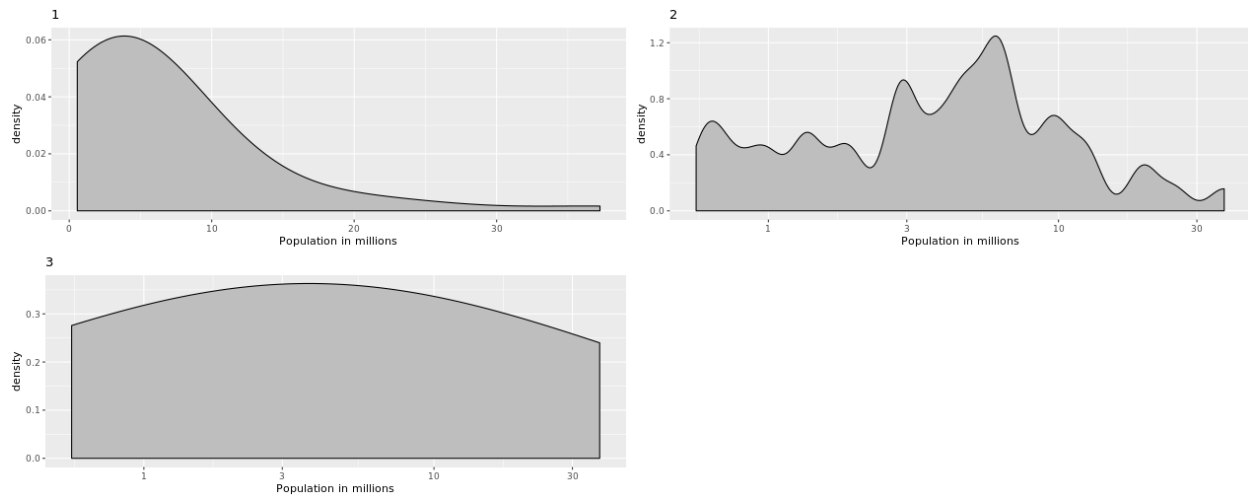 1
0.06
0.04
0.02
0.00
density
0 10 20 30
Population in millions
2
1.2
0.8
0.4
0.0
density
1 3 10 30
Population in millions
3
0.3
0.2
0.1
0.0
density
1 3 10 30
Population in millions